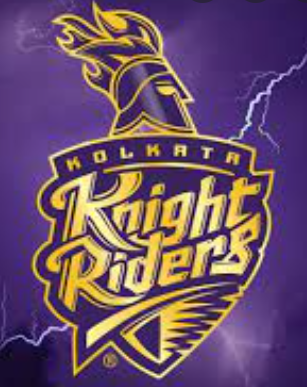 KOLKATA
Knight
Riders
®